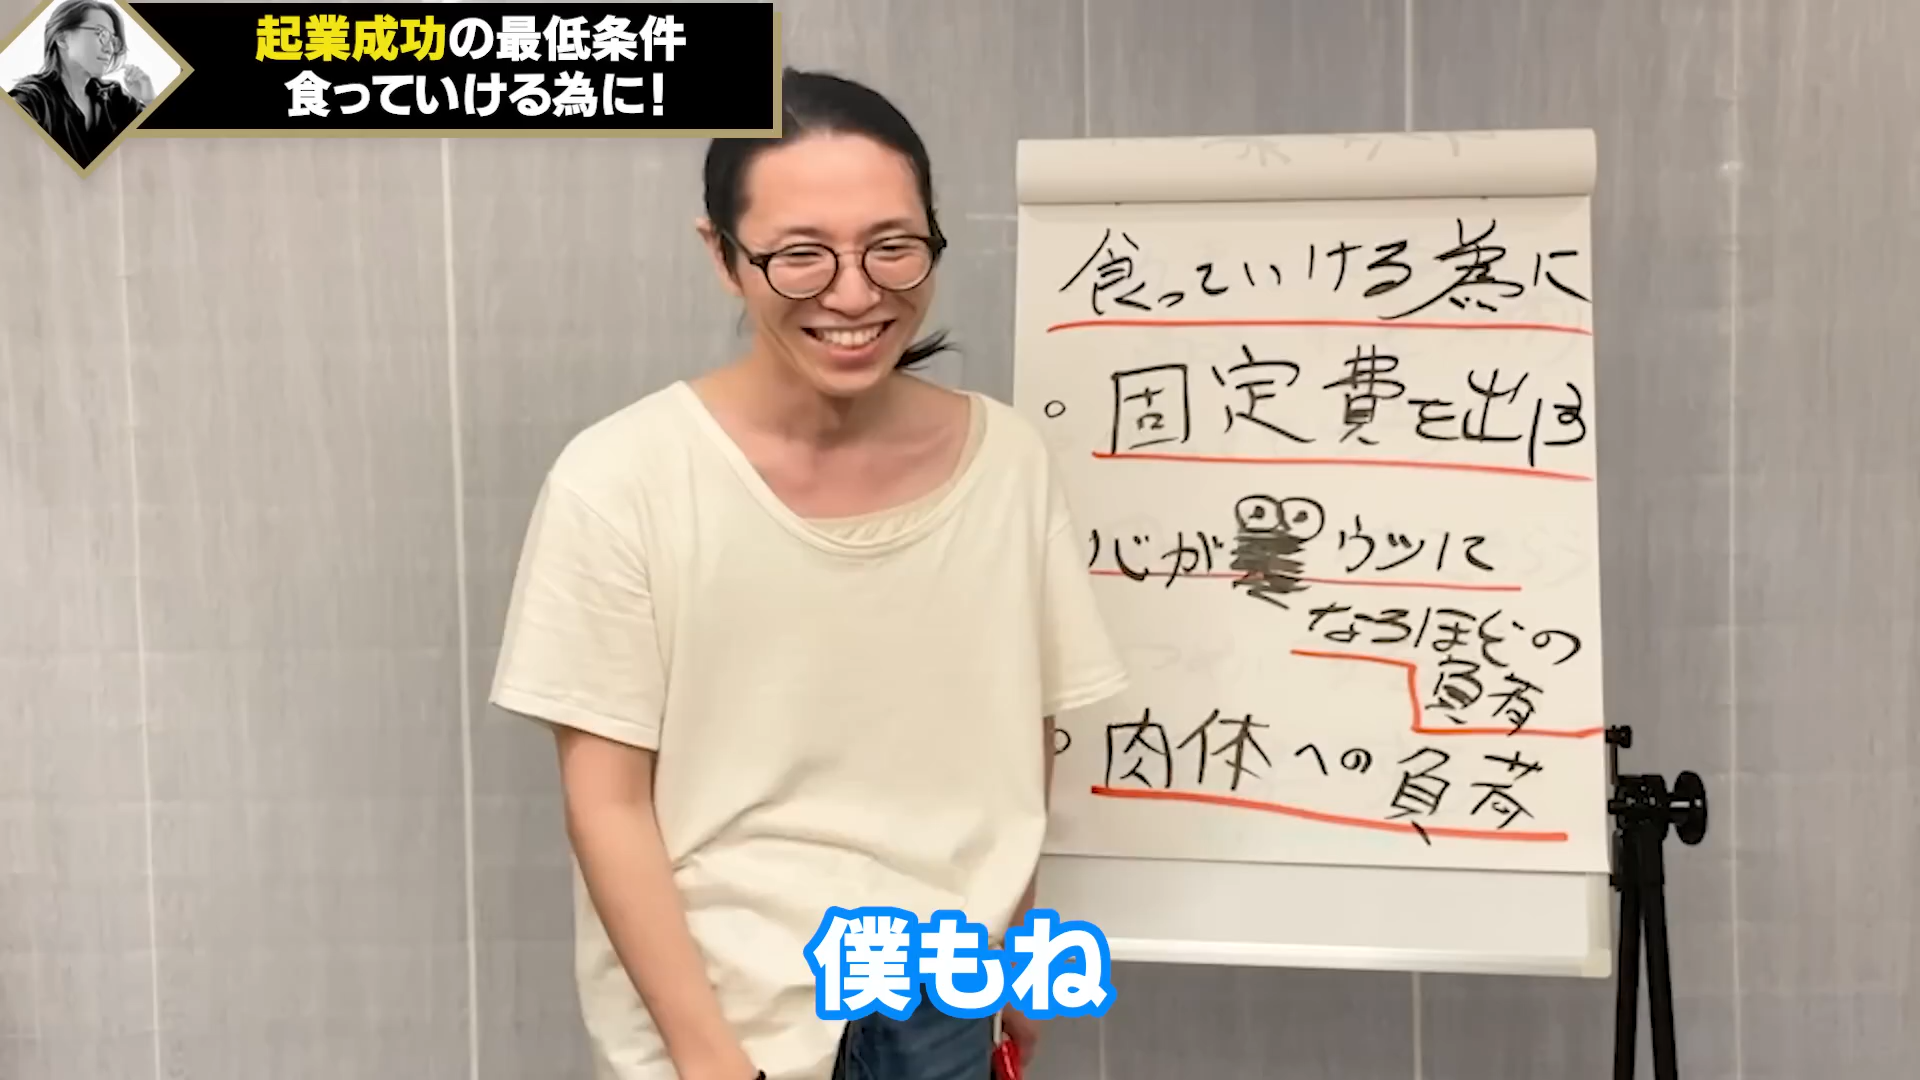 起業成功の最低条件
食っていける為に!
食っていける為に
固定費を出はす
心がウツに
なるほどの
負荷
肉体への負荷
僕もね